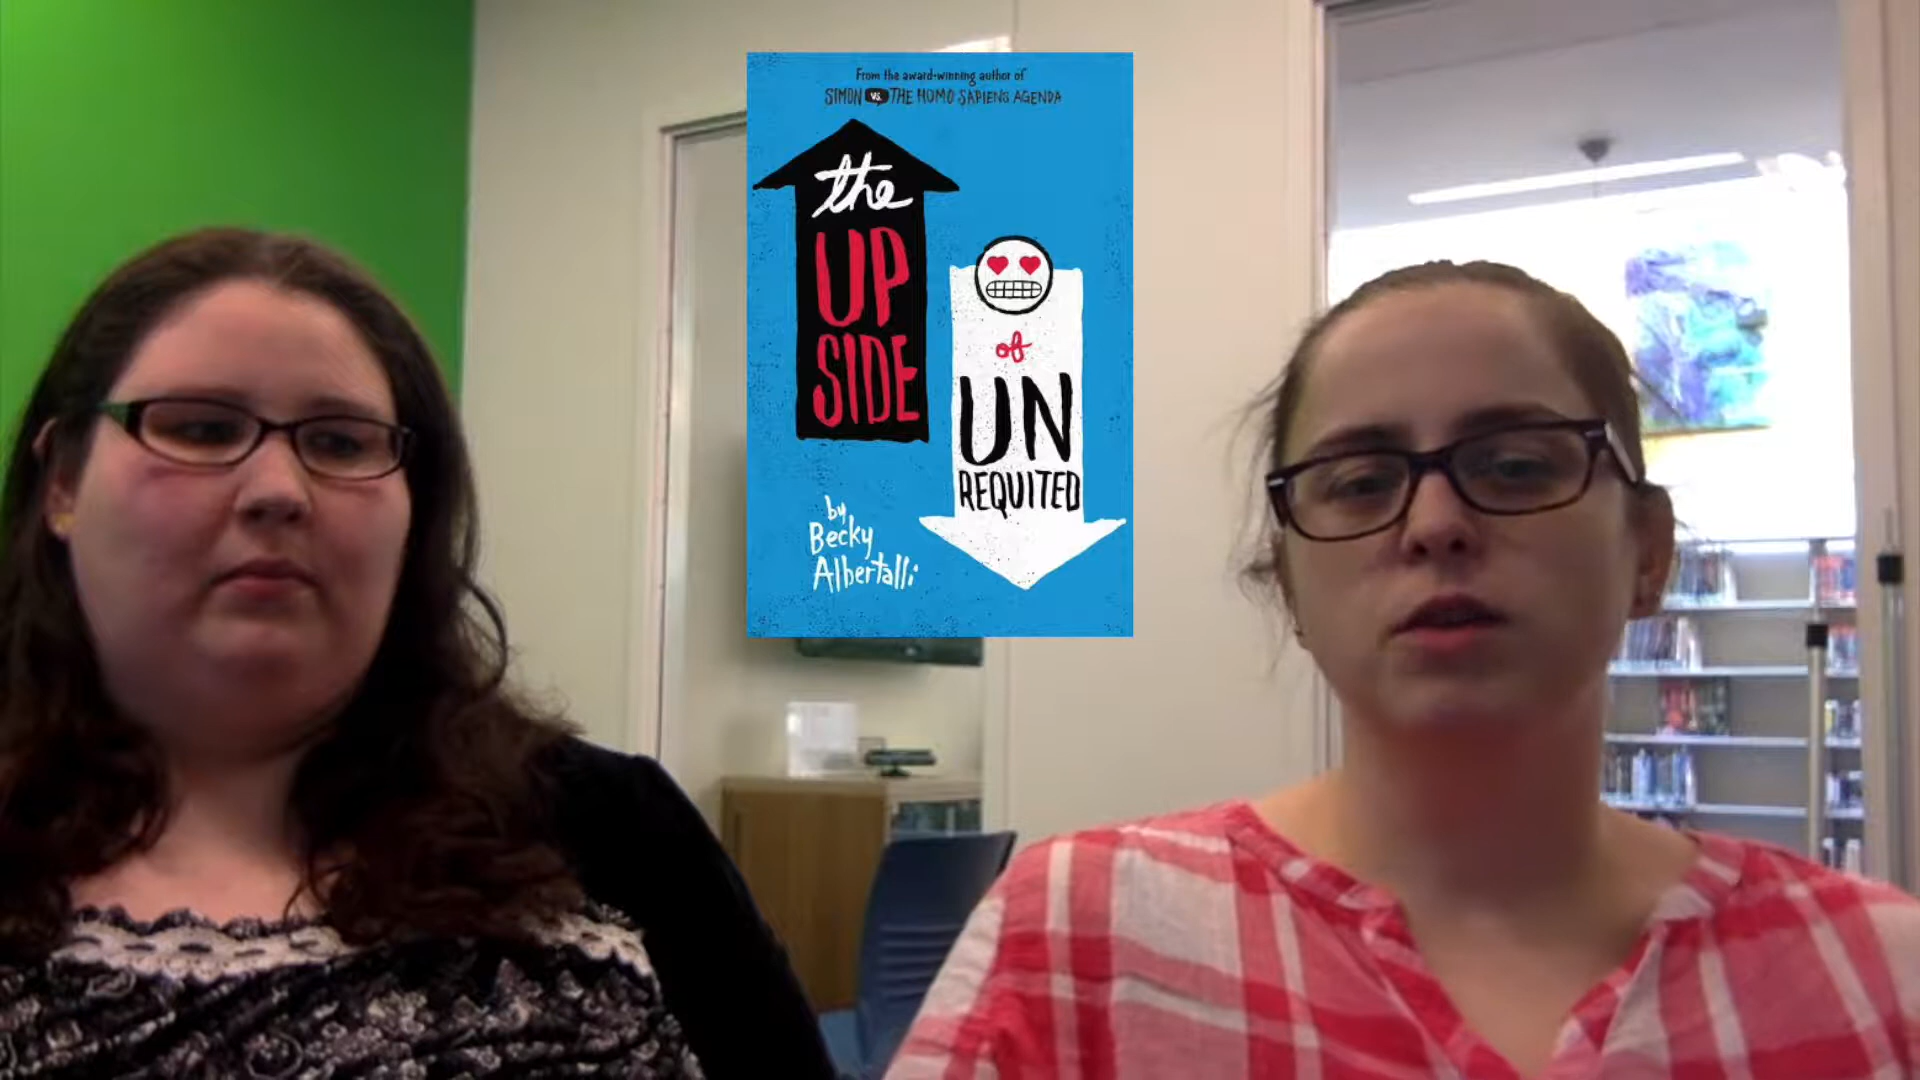 From the award-winning author of
SIMON VS. THE HOMO SAPIENS AGENDA
the
UP
SIDE
of
UN
REQUITED
by
Becky
Albertalli